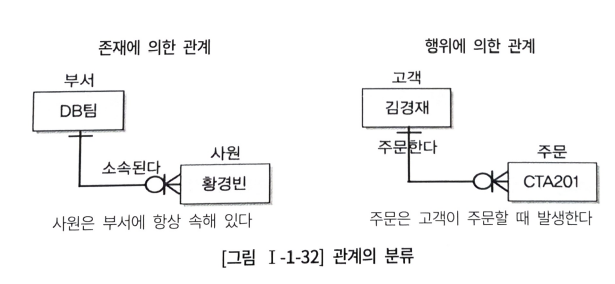 존재에 의한 관계
부서
DB팀
소속된다
사원
황경빈
사원은 부서에 항상 속해 있다
행위에 의한 관계
고객
김경재
주문한다
주문
CTA201
주문은 고객이 주문할 때 발생한다
[그림 Ⅰ-1-32] 관계의 분류